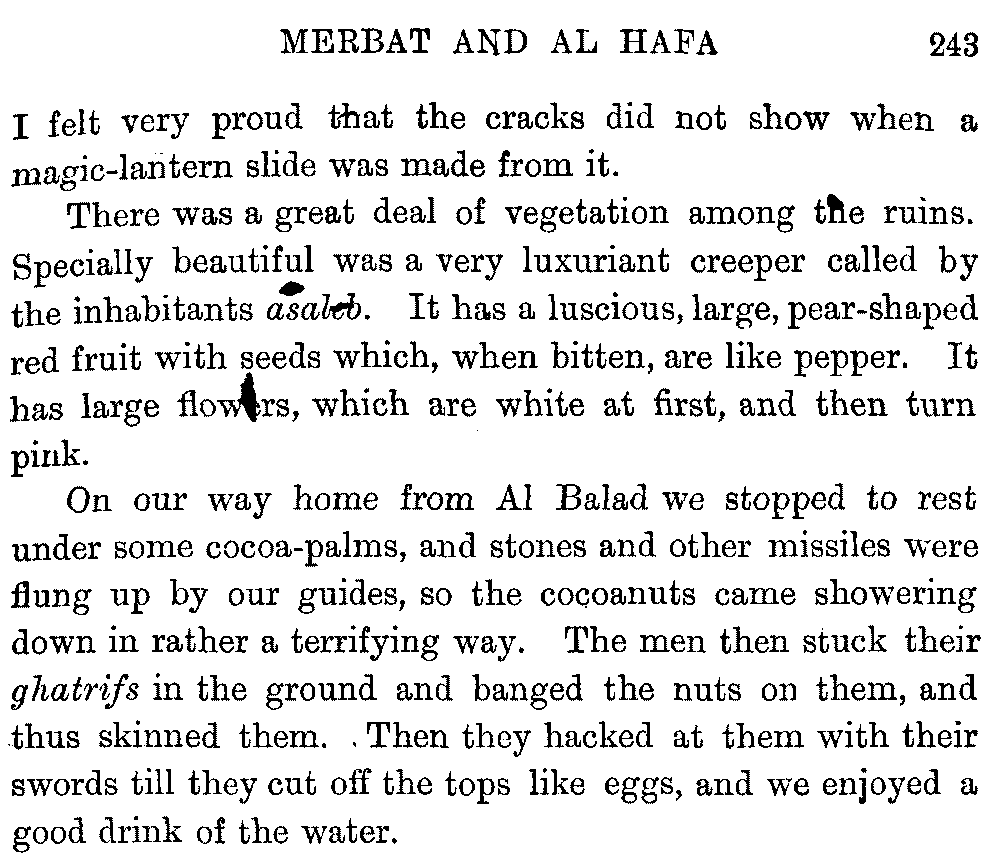 MERBAT AND AL HAFA 243
I felt very proud that the cracks did not show when a
magic-lantern slide was made from it.
There was a great deal of vegetation among the ruins.
Specially beautiful was a very luxuriant creeper called by
the inhabitants asaleb. It has a luscious, large, pear-shaped
red fruit with seeds which, when bitten, are like pepper. It
has large flowers, which are white at first, and then turn
pink.
On our way home from Al Balad we stopped to rest
under some cocoa-palms, and stones and other missiles were
flung up by our guides, so the cocoanuts came showering
down in rather a terrifying way. The men then stuck their
ghatrifs in the ground and banged the nuts on them, and
thus skinned them. Then they hacked at them with their
swords till they cut off the tops like eggs, and we enjoyed a
good drink of the water.